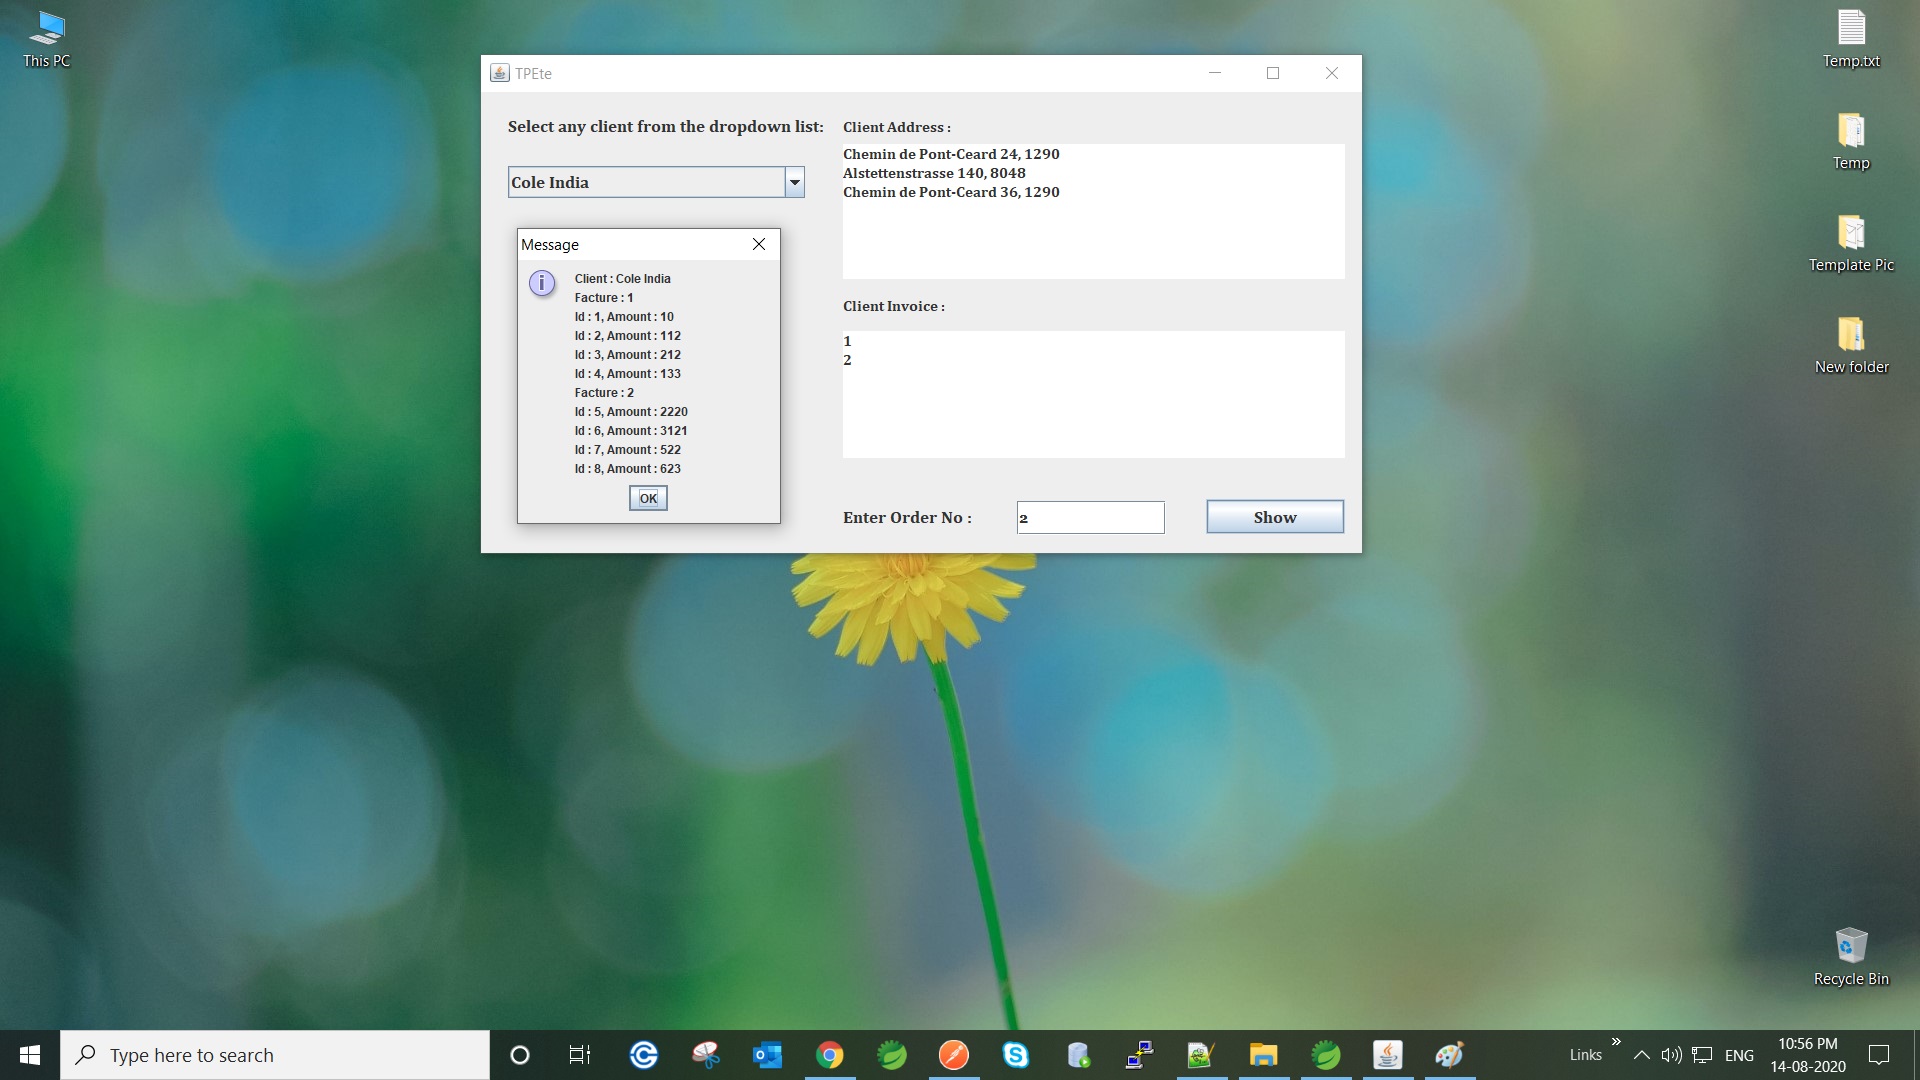 This PC
TPEte
Select any client from the dropdown list:
Cole India
Message
Client : Cole India
Facture : 1
Id : 1, Amount : 10
Id : 2, Amount : 112
Id : 3, Amount : 212
Id : 4, Amount : 133
Facture : 2
Id : 5, Amount : 2220
Id : 6, Amount : 3121
Id : 7, Amount : 522
Id : 8, Amount : 623
OK
Client Address :
Chemin de Pont-Ceard 24, 1290
Alstettenstrasse 140, 8048
Chemin de Pont-Ceard 36, 1290
Client Invoice :
1
2
Enter Order No :
2
Show
Temp.txt
Temp
Template Pic
New folder
Recycle Bin
Type here to search
Links
ENG
10:56 PM
14-08-2020